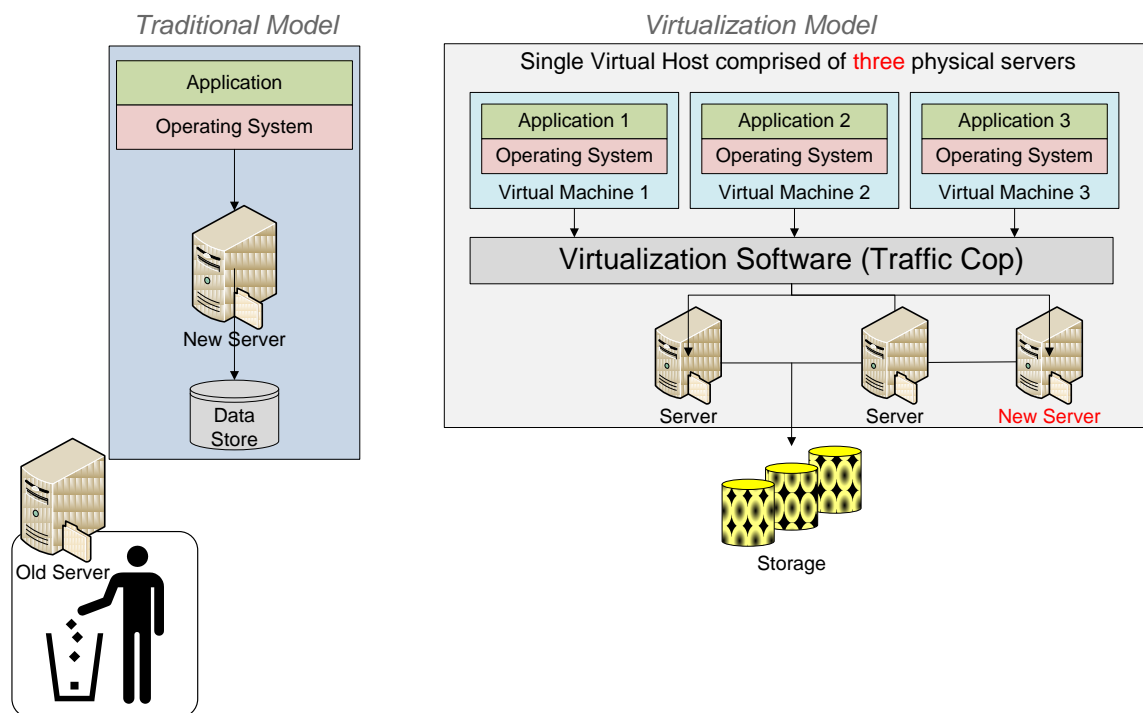 Traditional Model
Application
Operating System
New Server
Data
Store
Old Server
Virtualization Model
Single Virtual Host comprised of three physical servers
Application 1
Operating System
Virtual Machine 1
Application 2
Operating System
Virtual Machine 2
Application 3
Operating System
Virtual Machine 3
Virtualization Software (Traffic Cop)
Server
Server
New Server
Storage